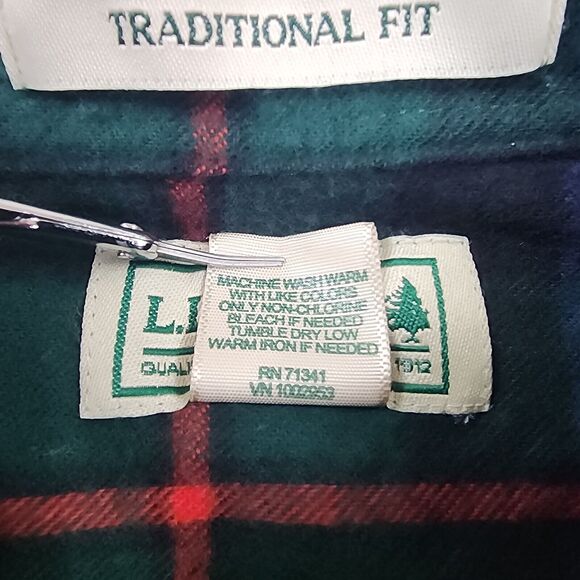 TRADITIONAL FIT
MACHINE WASH WARM
WITH LIKE COLORS
ONLY NON-CHLORINE
BLEACH IF NEEDED
TUMBLE DRY LOW
WARM IRON IF NEEDED
RN 71341
VN 1002953
L.
QUALI
1912